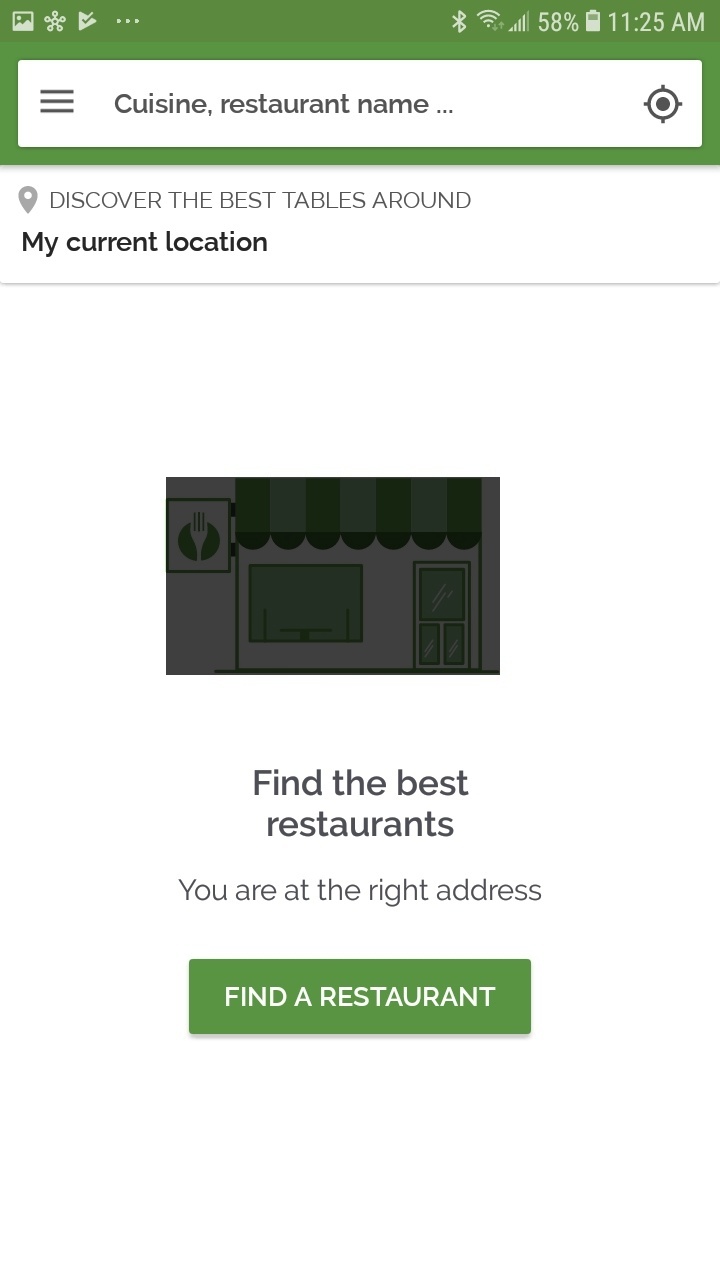 58% 11:25 AM
Cuisine, restaurant name ...
DISCOVER THE BEST TABLES AROUND
My current location
Find the best
restaurants
You are at the right address
FIND A RESTAURANT